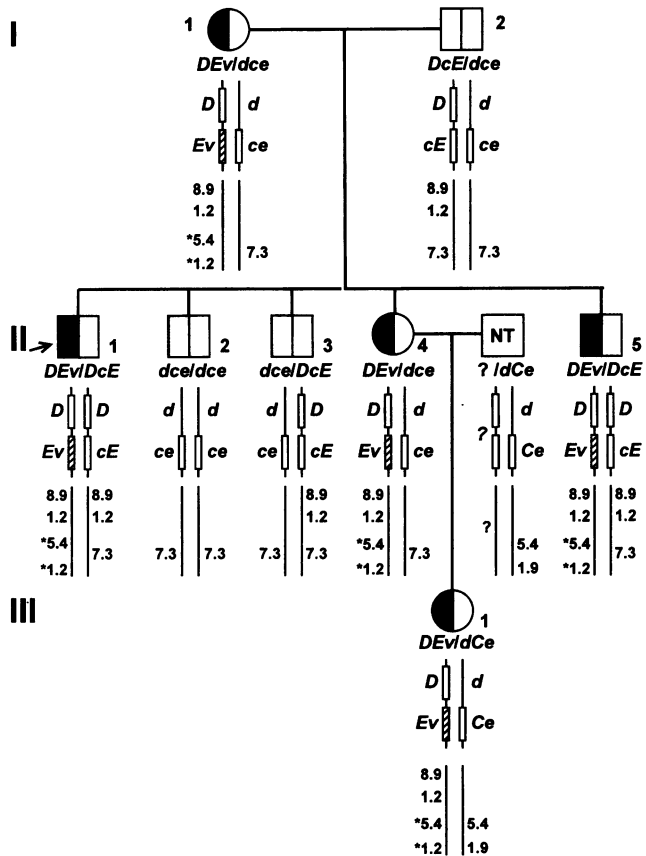 I 1 2
DEv/dce DcE/dce
D d D d
Ev ce cE ce
8.9 8.9
1.2 1.2
*5.4 7.3 7.3 7.3
*1.2
II 1 2 3 4 NT 5
DEv/DcE dce/dce dce/DcE DEv/dce ?/dCe DEv/DcE
D D d d d D D d d D D
Ev cE ce ce ce cE Ev ce ? Ce Ev cE
8.9 8.9 8.9 8.9 8.9 8.9
1.2 1.2 1.2 1.2 ? 1.2 1.2
*5.4 7.3 7.3 7.3 7.3 7.3 *5.4 7.3 5.4 *5.4 7.3
*1.2 *1.2 1.9 *1.2
III 1
DEv/dCe
D d
Ev Ce
8.9
1.2
*5.4 5.4
*1.2 1.9